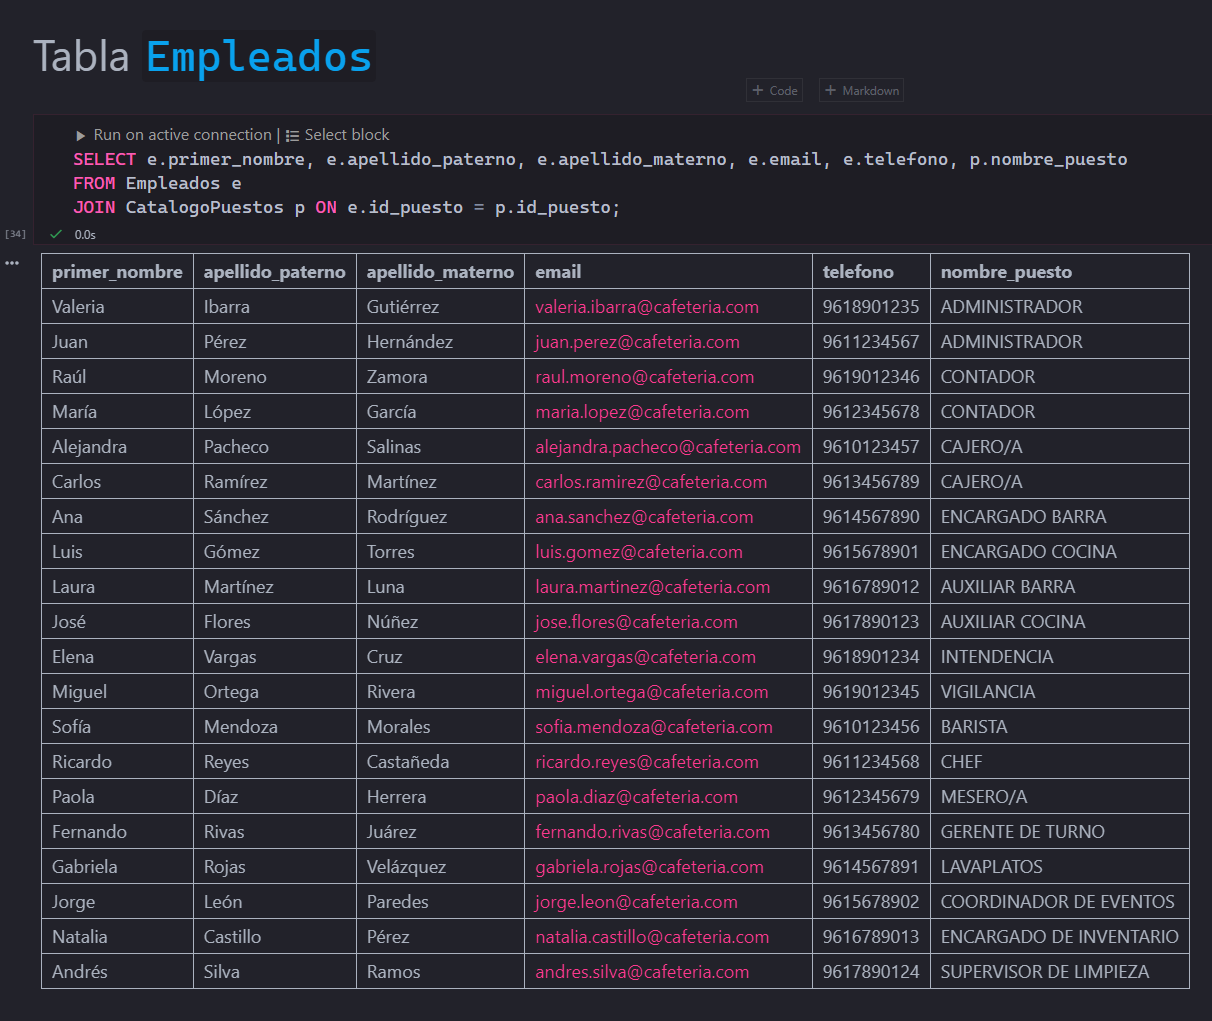 Tabla Empleados
+ Code + Markdown
Run on active connection | Select block
SELECT e.primer_nombre, e.apellido_paterno, e.apellido_materno, e.email, e.telefono, p.nombre_puesto
FROM Empleados e
JOIN CatalogoPuestos p ON e.id_puesto = p.id_puesto;
[34] 0.0s
primer_nombre apellido_paterno apellido_materno email telefono nombre_puesto
Valeria Ibarra Gutiérrez valeria.ibarra@cafeteria.com 9618901235 ADMINISTRADOR
Juan Pérez Hernández juan.perez@cafeteria.com 9611234567 ADMINISTRADOR
Raúl Moreno Zamora raul.moreno@cafeteria.com 9619012346 CONTADOR
María López García maria.lopez@cafeteria.com 9612345678 CONTADOR
Alejandra Pacheco Salinas alejandra.pacheco@cafeteria.com 9610123457 CAJERO/A
Carlos Ramírez Martínez carlos.ramirez@cafeteria.com 9613456789 CAJERO/A
Ana Sánchez Rodríguez ana.sanchez@cafeteria.com 9614567890 ENCARGADO BARRA
Luis Gómez Torres luis.gomez@cafeteria.com 9615678901 ENCARGADO COCINA
Laura Martínez Luna laura.martinez@cafeteria.com 9616789012 AUXILIAR BARRA
José Flores Núñez jose.flores@cafeteria.com 9617890123 AUXILIAR COCINA
Elena Vargas Cruz elena.vargas@cafeteria.com 9618901234 INTENDENCIA
Miguel Ortega Rivera miguel.ortega@cafeteria.com 9619012345 VIGILANCIA
Sofía Mendoza Morales sofia.mendoza@cafeteria.com 9610123456 BARISTA
Ricardo Reyes Castañeda ricardo.reyes@cafeteria.com 9611234568 CHEF
Paola Díaz Herrera paola.diaz@cafeteria.com 9612345679 MESERO/A
Fernando Rivas Juárez fernando.rivas@cafeteria.com 9613456780 GERENTE DE TURNO
Gabriela Rojas Velázquez gabriela.rojas@cafeteria.com 9614567891 LAVAPLATOS
Jorge León Paredes jorge.leon@cafeteria.com 9615678902 COORDINADOR DE EVENTOS
Natalia Castillo Pérez natalia.castillo@cafeteria.com 9616789013 ENCARGADO DE INVENTARIO
Andrés Silva Ramos andres.silva@cafeteria.com 9617890124 SUPERVISOR DE LIMPIEZA